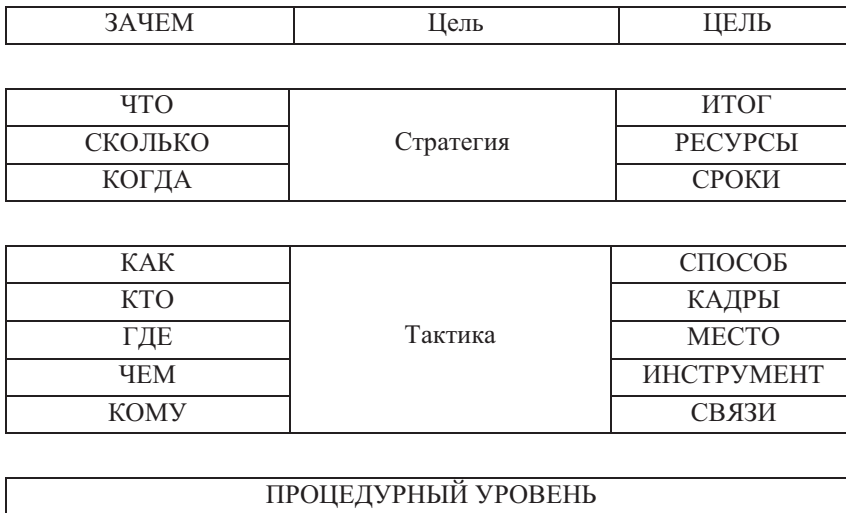 ЗАЧЕМ Цель ЦЕЛЬ
ЧТО ИТОГ
СКОЛЬКО Стратегия РЕСУРСЫ
КОГДА СРОКИ
КАК СПОСОБ
КТО КАДРЫ
ГДЕ Тактика МЕСТО
ЧЕМ ИНСТРУМЕНТ
КОМУ СВЯЗИ
ПРОЦЕДУРНЫЙ УРОВЕНЬ